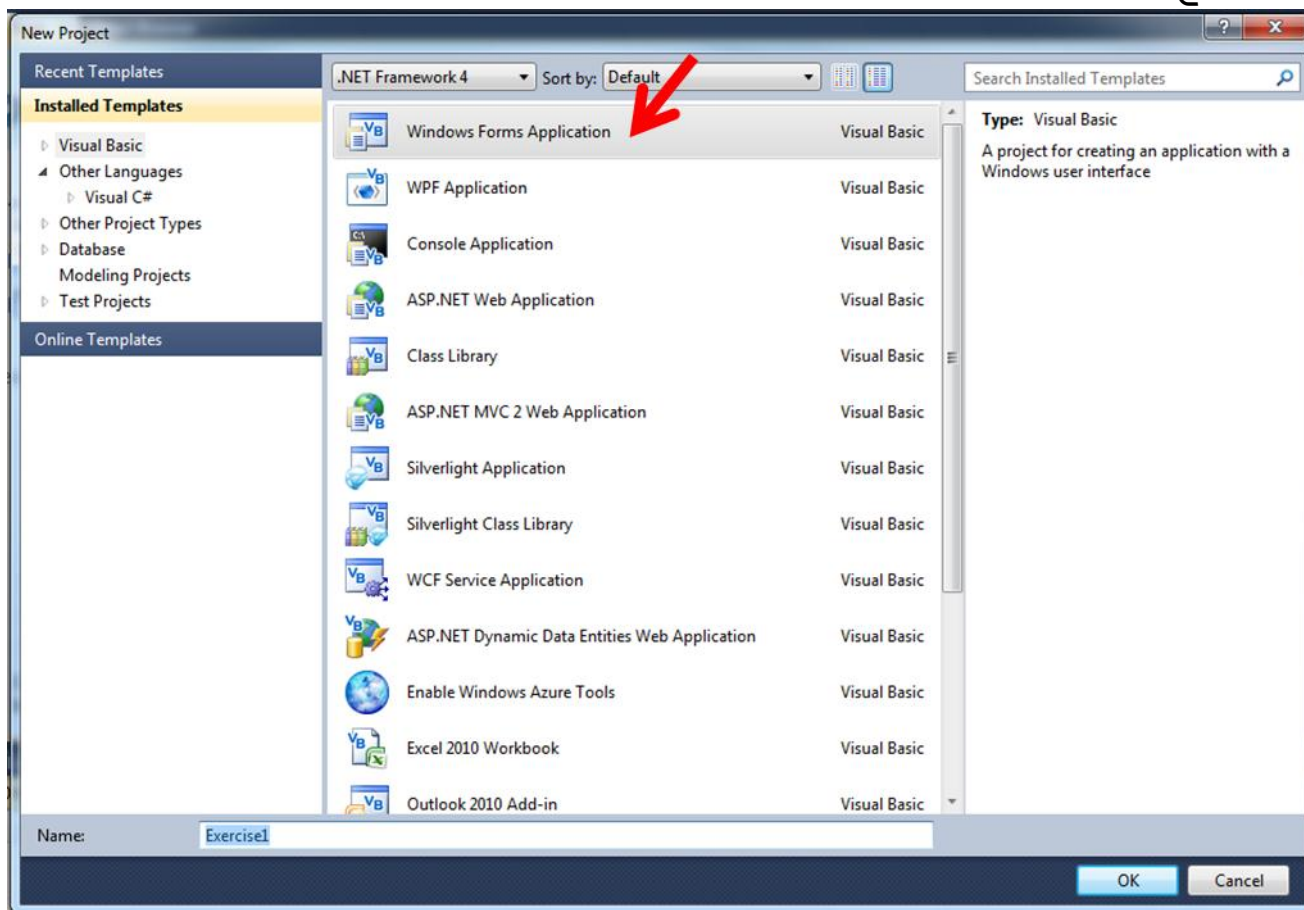 New Project
Recent Templates
Installed Templates
Visual Basic
Other Languages
Visual C#
Other Project Types
Database
Modeling Projects
Test Projects
Online Templates
.NET Framework 4 Sort by: Default
Windows Forms Application Visual Basic
WPF Application Visual Basic
Console Application Visual Basic
ASP.NET Web Application Visual Basic
Class Library Visual Basic
ASP.NET MVC 2 Web Application Visual Basic
Silverlight Application Visual Basic
Silverlight Class Library Visual Basic
WCF Service Application Visual Basic
ASP.NET Dynamic Data Entities Web Application Visual Basic
Enable Windows Azure Tools Visual Basic
Excel 2010 Workbook Visual Basic
Outlook 2010 Add-in Visual Basic
Search Installed Templates
Type: Visual Basic
A project for creating an application with a
Windows user interface
Name: Exercise1
OK Cancel